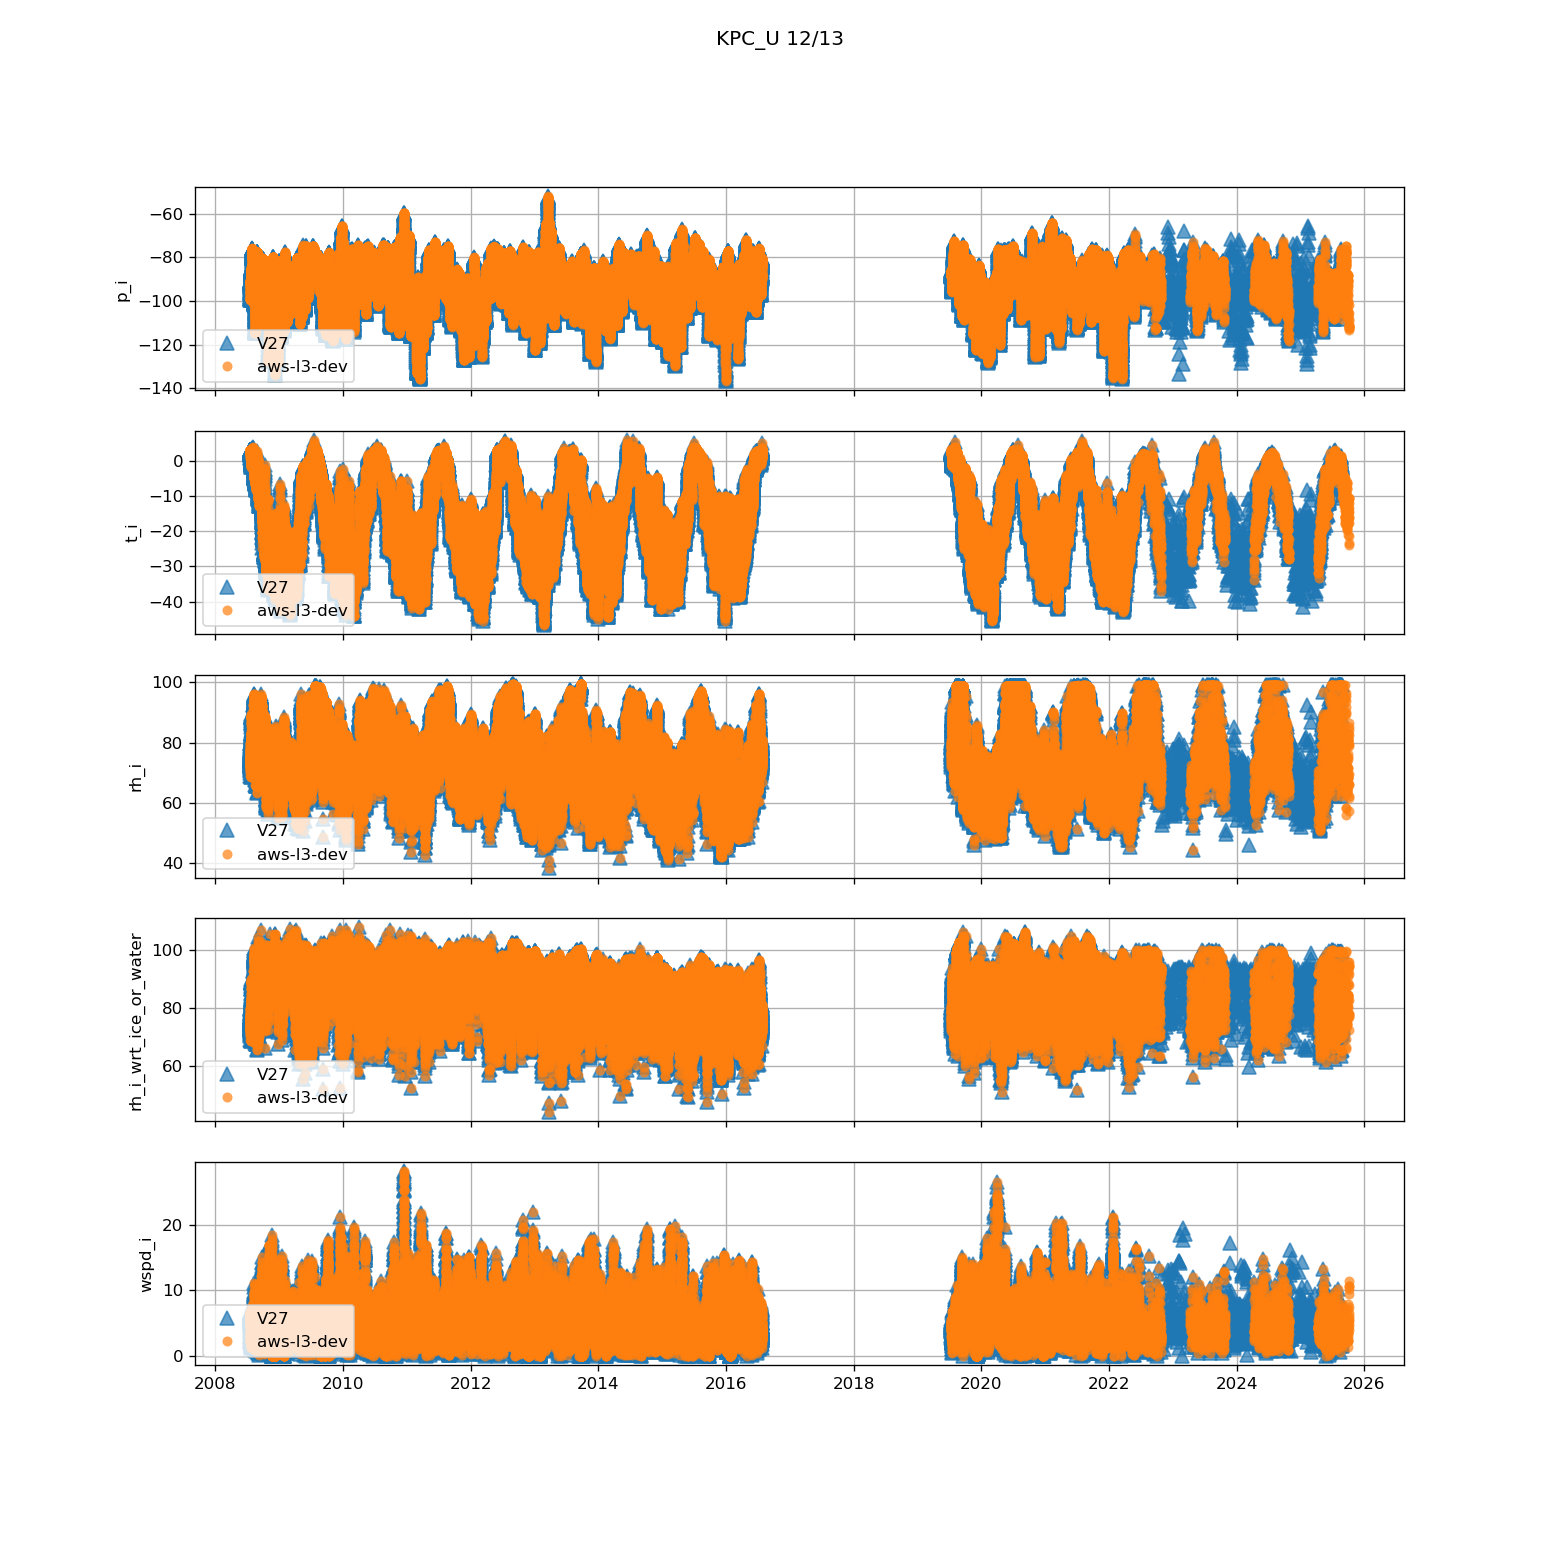 KPC_U 12/13
−60
−80
−100
−120
−140
p_i
V27
aws-l3-dev
0
−10
−20
−30
−40
t_i
V27
aws-l3-dev
100
80
60
40
rh_i
V27
aws-l3-dev
100
80
60
rh_i_wrt_ice_or_water
V27
aws-l3-dev
20
10
0
wspd_i
V27
aws-l3-dev
2008 2010 2012 2014 2016 2018 2020 2022 2024 2026